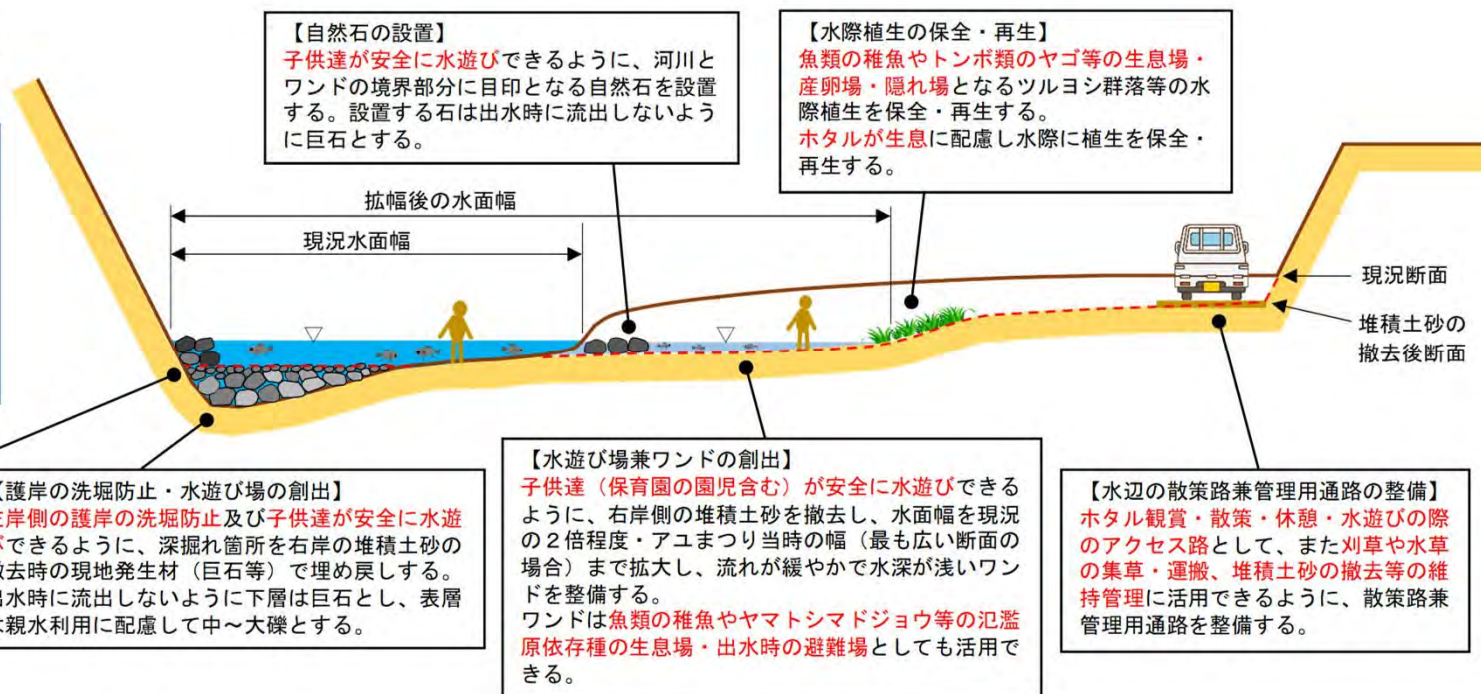 【自然石の設置】
子供達が安全に水遊びできるように、河川と
ワンドの境界部分に目印となる自然石を設置
する。設置する石は出水時に流出しないよう
に巨石とする。
【水際植生の保全・再生】
魚類の稚魚やトンボ類のヤゴ等の生息場・
産卵場・隠れ場となるツルヨシ群落等の水
際植生を保全・再生する。
ホタルが生息に配慮し水際に植生を保全・
再生する。
拡幅後の水面幅
現況水面幅
現況断面
堆積土砂の
撤去後断面
【護岸の洗堀防止・水遊び場の創出】
左岸側の護岸の洗堀防止及び子供達が安全に水遊
びできるように、深掘れ箇所を右岸の堆積土砂の
撤去時の現地発生材（巨石等）で埋め戻しする。
出水時に流出しないように下層は巨石とし、表層
は親水利用に配慮して中～大礫とする。
【水遊び場兼ワンドの創出】
子供達（保育園の園児含む）が安全に水遊びできる
ように、右岸側の堆積土砂を撤去し、水面幅を現況
の２倍程度・アユまつり当時の幅（最も広い断面の
場合）まで拡大し、流れが緩やかで水深が浅いワン
ドを整備する。
ワンドは魚類の稚魚やヤマトシマドジョウ等の氾濫
原依存種の生息場・出水時の避難場としても活用で
きる。
【水辺の散策路兼管理用通路の整備】
ホタル観賞・散策・休憩・水遊びの際
のアクセス路として、また刈草や水草
の集草・運搬、堆積土砂の撤去等の維
持管理に活用できるように、散策路兼
管理用通路を整備する。